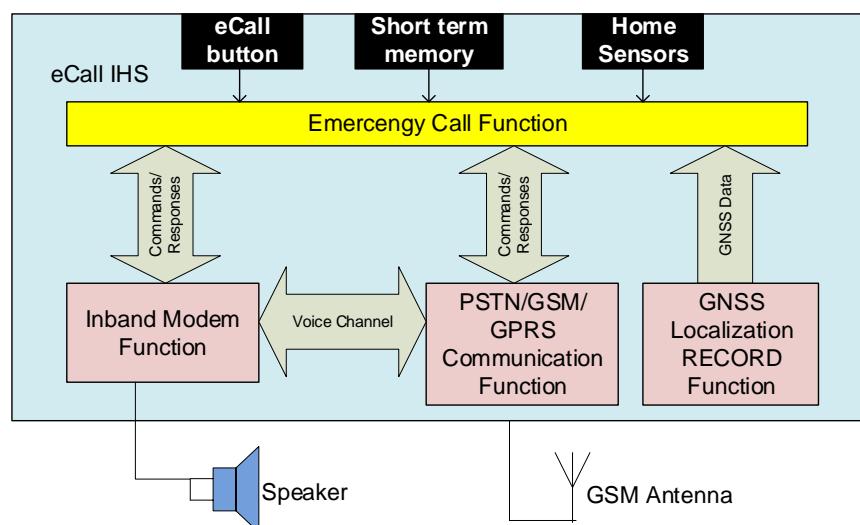 eCall
button
Short term
memory
Home
Sensors
eCall IHS
Emercengy Call Function
Commands/
Responses
Commands/
Responses
GNSS Data
Inband Modem
Function
Voice Channel
PSTN/GSM/
GPRS
Communication
Function
GNSS
Localization
RECORD
Function
Speaker
GSM Antenna